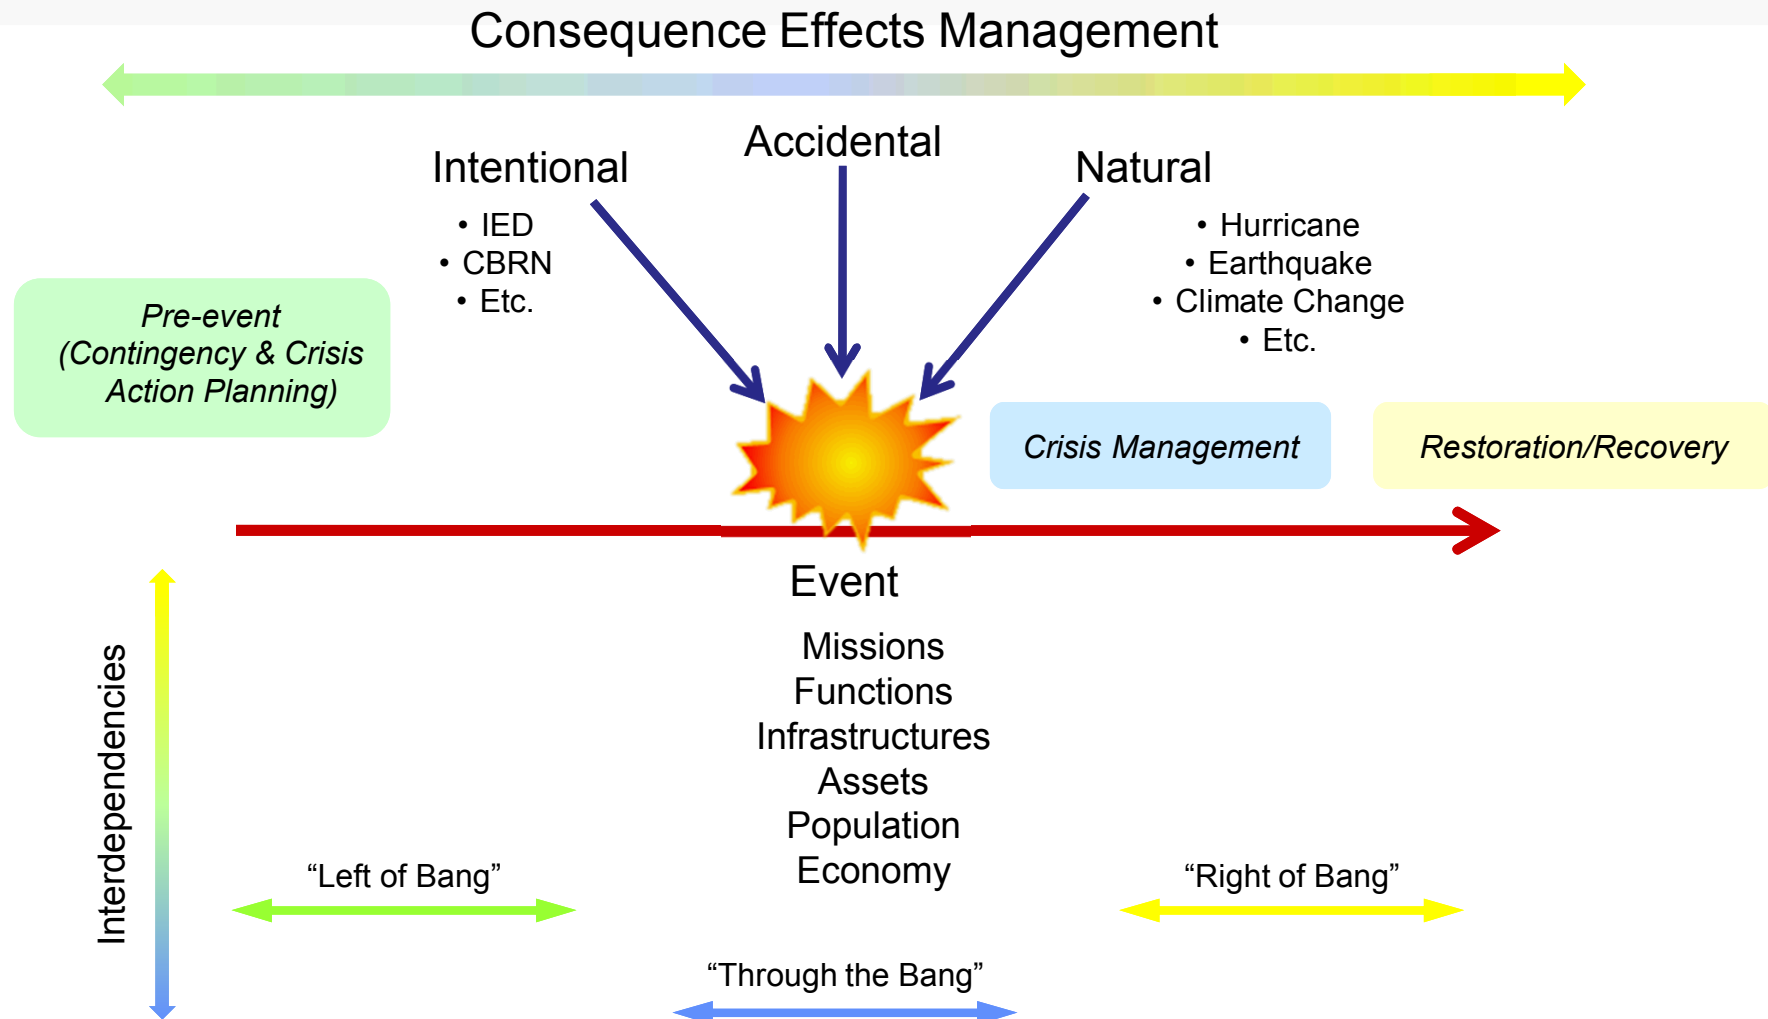 Consequence Effects Management
Accidental
Intentional
Natural
• IED
• CBRN
• Etc.
• Hurricane
• Earthquake
• Climate Change
• Etc.
Pre-event
(Contingency & Crisis
Action Planning)
Crisis Management
Restoration/Recovery
Event
Missions
Functions
Infrastructures
Assets
Population
Economy
Interdependencies
“Left of Bang”
“Right of Bang”
“Through the Bang”